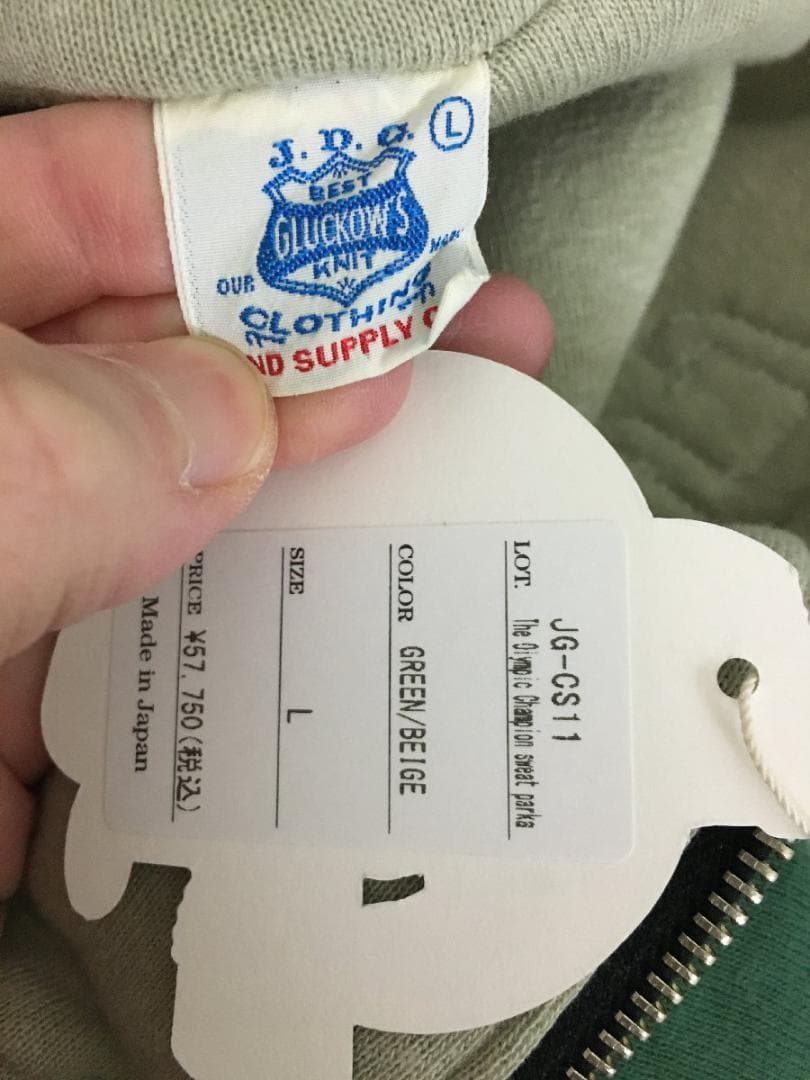 J. D. G.
L
BEST
GLUCKOW'S
KNIT
OUR
CLOTHING
ND SUPPLY
JG-CS11
LOT. The Olympic Champion sweat parka
COLOR GREEN/BEIGE
SIZE L
PRICE ¥57.750(税込)
Made in Japan